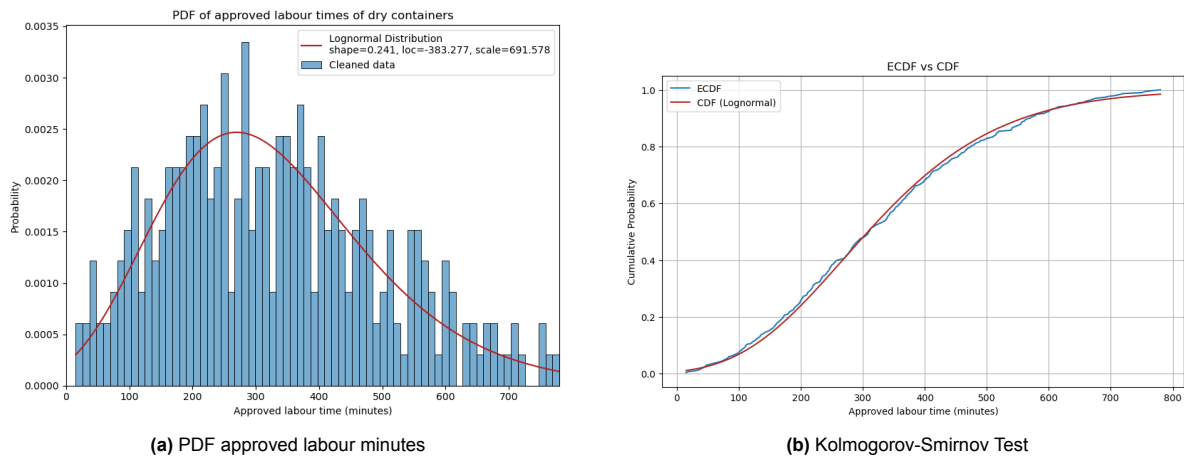 PDF of approved labour times of dry containers
Lognormal Distribution
shape=0.241, loc=-383.277, scale=691.578
Cleaned data
0.0035
0.0030
0.0025
0.0020
0.0015
0.0010
0.0005
0.0000
Probability
0 100 200 300 400 500 600 700
Approved labour time (minutes)
(a) PDF approved labour minutes
ECDF vs CDF
ECDF
CDF (Lognormal)
1.0
0.8
0.6
0.4
0.2
0.0
Cumulative Probability
0 100 200 300 400 500 600 700 800
Approved labour time (minutes)
(b) Kolmogorov-Smirnov Test